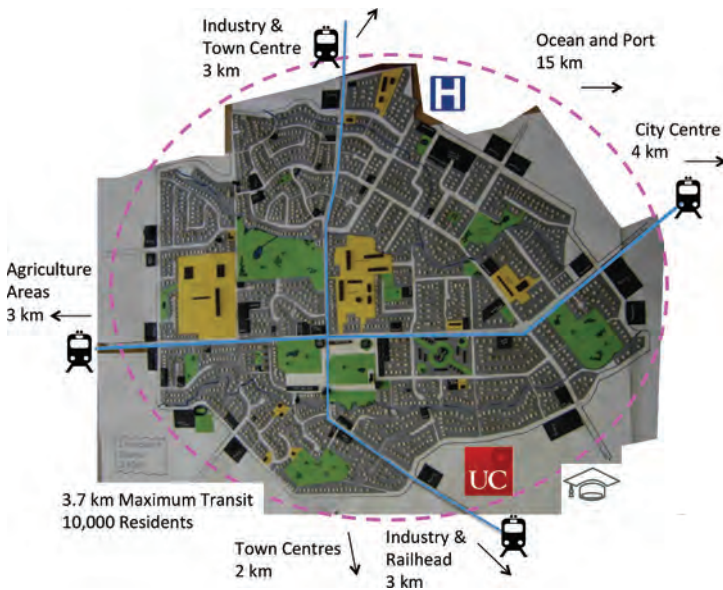 Industry &
Town Centre
3 km
Ocean and Port
15 km
H
City Centre
4 km
Agriculture
Areas
3 km
3.7 km Maximum Transit
10,000 Residents
UC
Town Centres
2 km
Industry &
Railhead
3 km